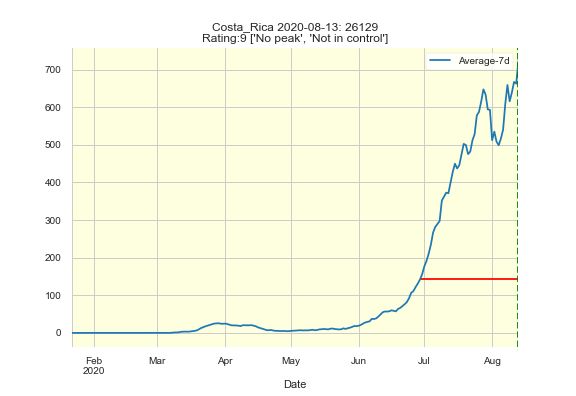 Costa_Rica 2020-08-13: 26129
Rating:9 ['No peak', 'Not in control']
Average-7d
700
600
500
400
300
200
100
0
Feb Mar Apr May Jun Jul Aug
2020
Date